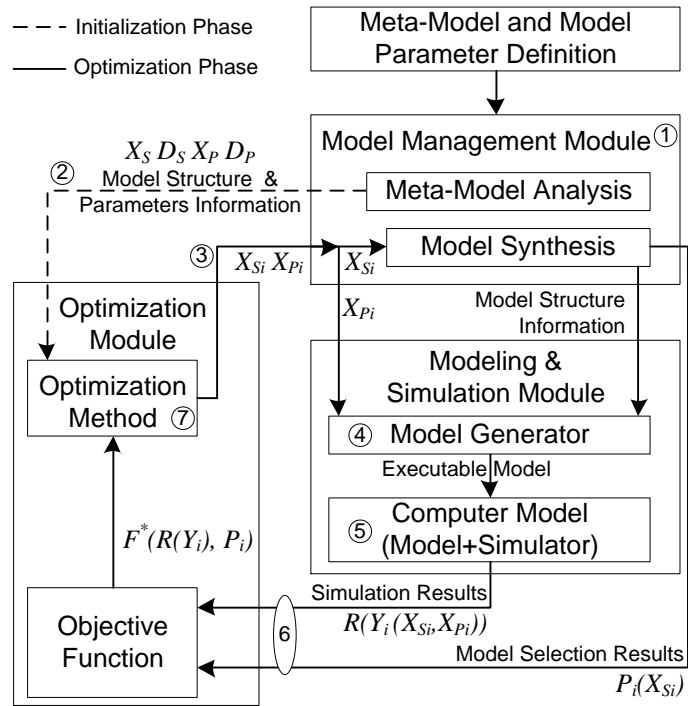 Initialization Phase
Optimization Phase
Meta-Model and Model
Parameter Definition
Model Management Module ①
X_S D_S X_P D_P
②
Model Structure &
Parameters Information
Meta-Model Analysis
③
X_Si X_Pi
X_Si
Model Synthesis
X_Pi
Model Structure
Information
Optimization
Module
Optimization
Method ⑦
Modeling &
Simulation Module
④ Model Generator
Executable Model
⑤ Computer Model
(Model+Simulator)
F*(R(Y_i), P_i)
Simulation Results
R(Y_i (X_Si,X_Pi))
6
Objective
Function
Model Selection Results
P_i(X_Si)